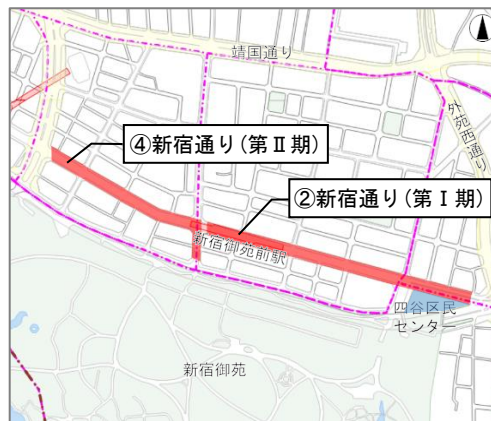 靖国通り
外苑西通り
④新宿通り(第Ⅱ期)
②新宿通り(第Ⅰ期)
新宿御苑前駅
四谷区民
センター
新宿御苑